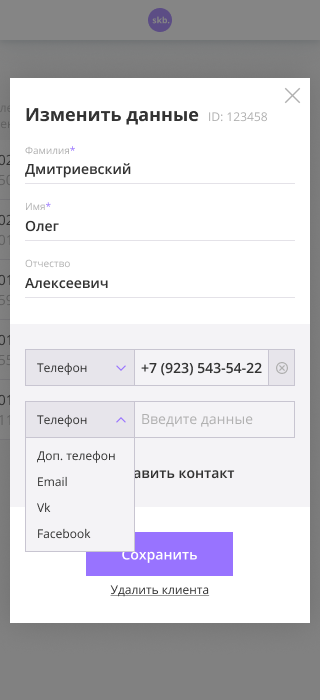 skb.
Изменить данные ID: 123458
Фамилия*
Дмитриевский
Имя*
Олег
Отчество
Алексеевич
Телефон +7 (923) 543-54-22
Телефон Введите данные
Доп. телефон
Email
Vk
Facebook
авить контакт
Сохранить
Удалить клиента